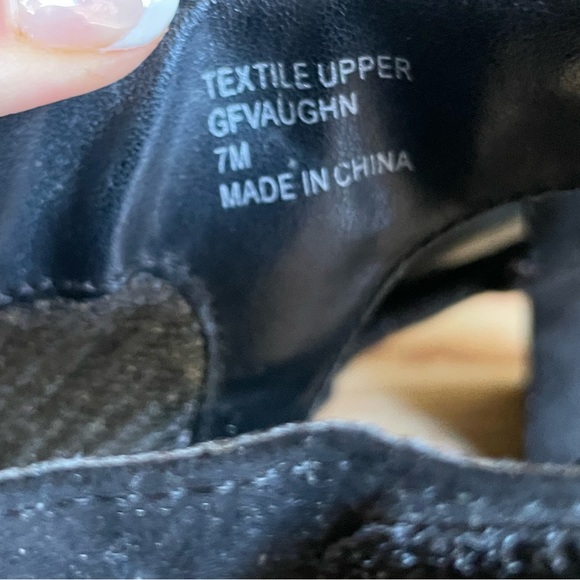 TEXTILE UPPER
GFVAUGHN
7M
MADE IN CHINA